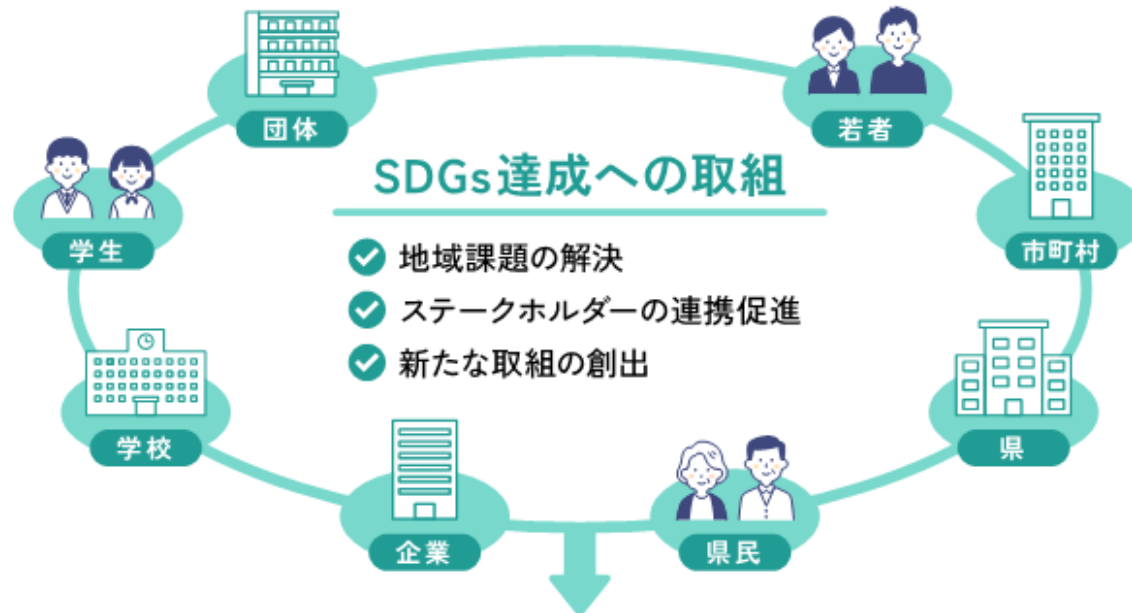 団体
若者
学生
市町村
SDGs達成への取組
地域課題の解決
ステークホルダーの連携促進
新たな取組の創出
学校
県
企業
県民